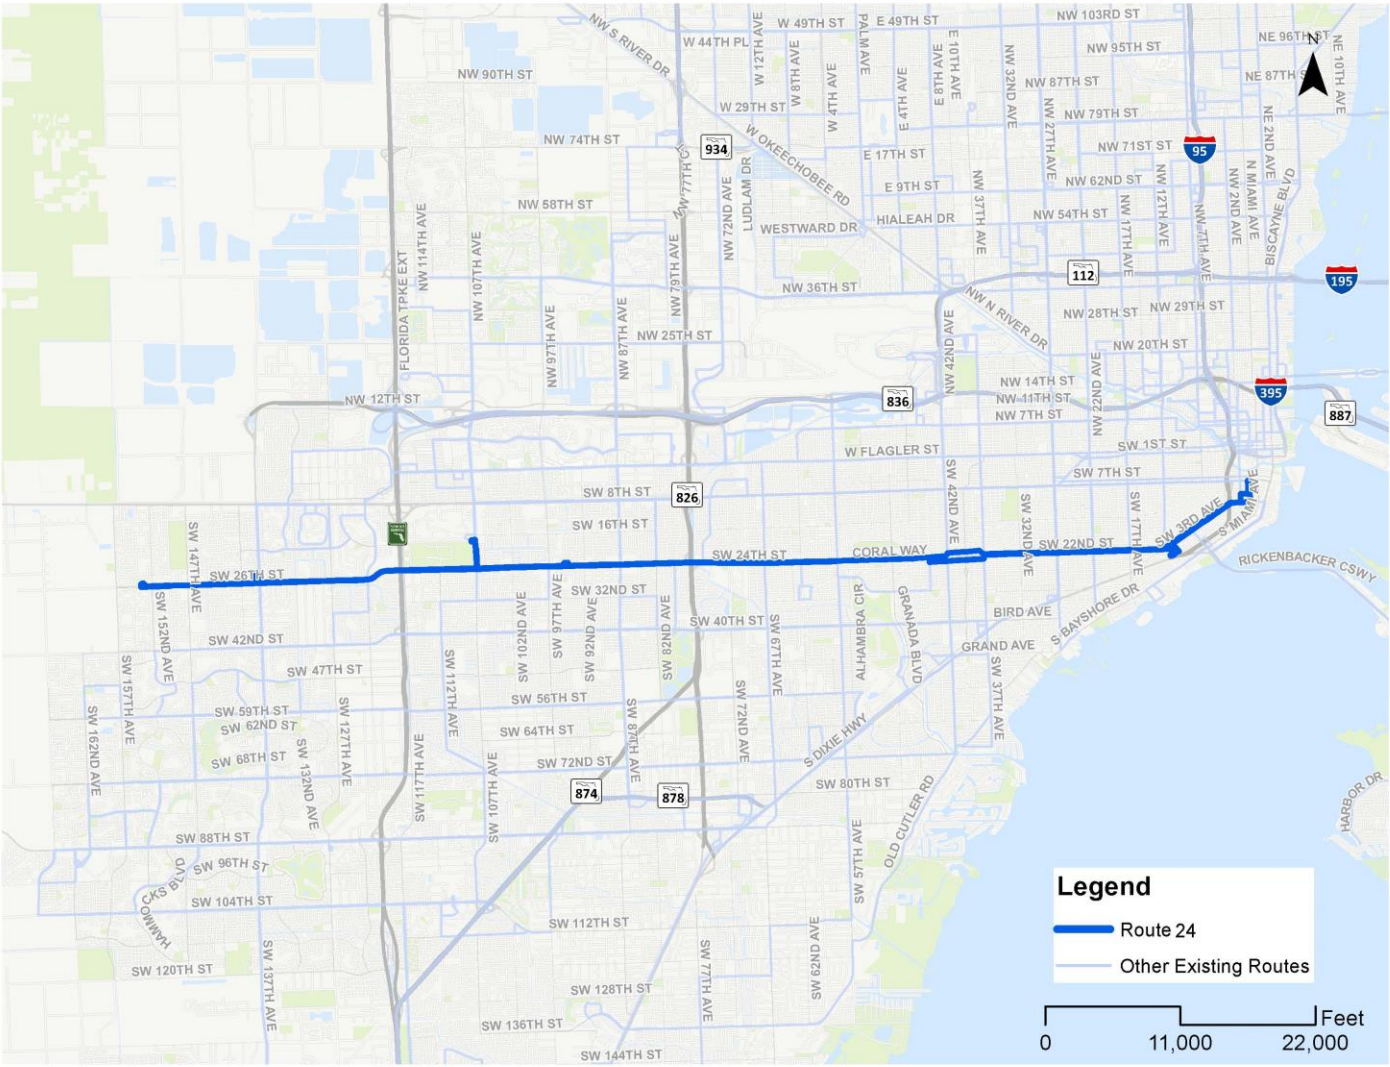 NW S RIVER DR
W 49TH ST
E 49TH ST
NW 103RD ST
W 44TH PL
W 12TH AVE
W 8TH AVE
PALM AVE
E 8TH AVE
E 10TH AVE
NW 95TH ST
NE 96TH ST
NE 10TH AVE
N
NW 90TH ST
W 4TH AVE
E 4TH AVE
NW 32ND AVE
NW 87TH ST
NE 87TH S
W 29TH ST
NW 79TH ST
NW 74TH ST
934
W OKEECHOBEE RD
NW 27TH AVE
NW 71ST ST
95
NE 2ND AVE
E 17TH ST
LUDLAM DR
NW 77TH CT
E 9TH ST
NW 62ND ST
NW 12TH AVE
NW 2ND AVE
N MIAMI AVE
NW 58TH ST
NW 72ND AVE
NW 37TH AVE
HIALEAH DR
NW 54TH ST
NW 17TH AVE
NW 7TH AVE
BISCAYNE BLVD
WESTWARD DR
FLORIDA TPKE EXT
NW 114TH AVE
NW 107TH AVE
NW 79TH AVE
112
195
NW 36TH ST
NW N RIVER DR
NW 97TH AVE
NW 87TH AVE
NW 28TH ST
NW 29TH ST
NW 25TH ST
NW 42ND AVE
NW 20TH ST
NW 22ND AVE
NW 14TH ST
395
NW 12TH ST
836
NW 11TH ST
NW 7TH ST
887
W FLAGLER ST
SW 1ST ST
SW 42ND AVE
SW 7TH ST
SW 8TH ST
826
SW 32ND AVE
SW 17TH AVE
SW 3RD AVE
S MIAMI AVE
SW 147TH AVE
SW 16TH ST
SW 24TH ST
CORAL WAY
SW 22ND ST
RICKENBACKER CSWY
SW 26TH ST
SW 32ND ST
SW 152ND AVE
SW 102ND AVE
SW 97TH AVE
SW 92ND AVE
SW 82ND AVE
SW 40TH ST
SW 67TH AVE
ALHAMBRA CIR
GRANADA BLVD
BIRD AVE
S BAYSHORE DR
SW 42ND ST
GRAND AVE
SW 157TH AVE
SW 47TH ST
SW 112TH AVE
SW 37TH AVE
SW 162ND AVE
SW 59TH ST
SW 62ND ST
SW 127TH AVE
SW 56TH ST
SW 72ND AVE
SW 64TH ST
SW 87TH AVE
S DIXIE HWY
SW 68TH ST
SW 132ND AVE
SW 117TH AVE
SW 107TH AVE
SW 72ND ST
SW 80TH ST
874
878
OLD CUTLER RD
HARBOR DR
SW 88TH ST
SW 57TH AVE
SW 96TH ST
HAMMOCKS BLVD
SW 104TH ST
SW 112TH ST
SW 62ND AVE
SW 120TH ST
SW 137TH AVE
SW 77TH AVE
SW 128TH ST
SW 136TH ST
SW 144TH ST
Legend
Route 24
Other Existing Routes
Feet
0 11,000 22,000